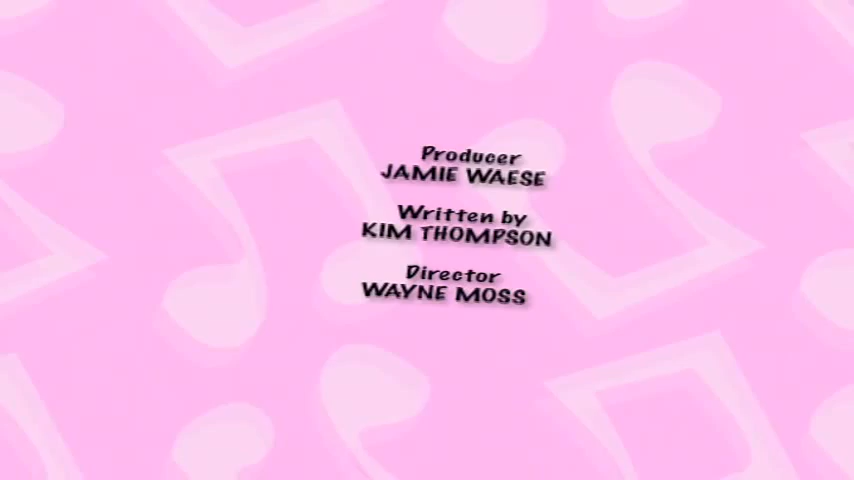 Producer
JAMIE WAESE
Written by
KIM THOMPSON
Director
WAYNE MOSS